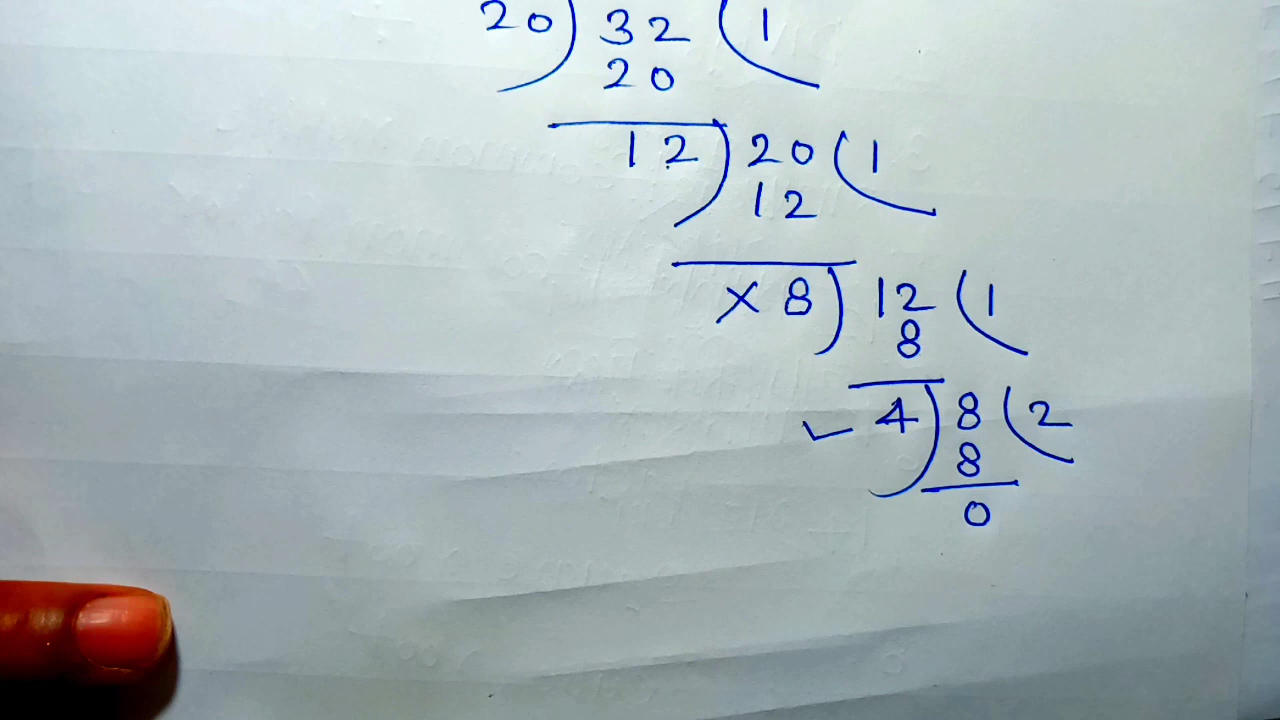 20 ) 32 ( 1
20
12 ) 20 ( 1
12
× 8 ) 12 ( 1
8
✓ 4 ) 8 ( 2
8
0